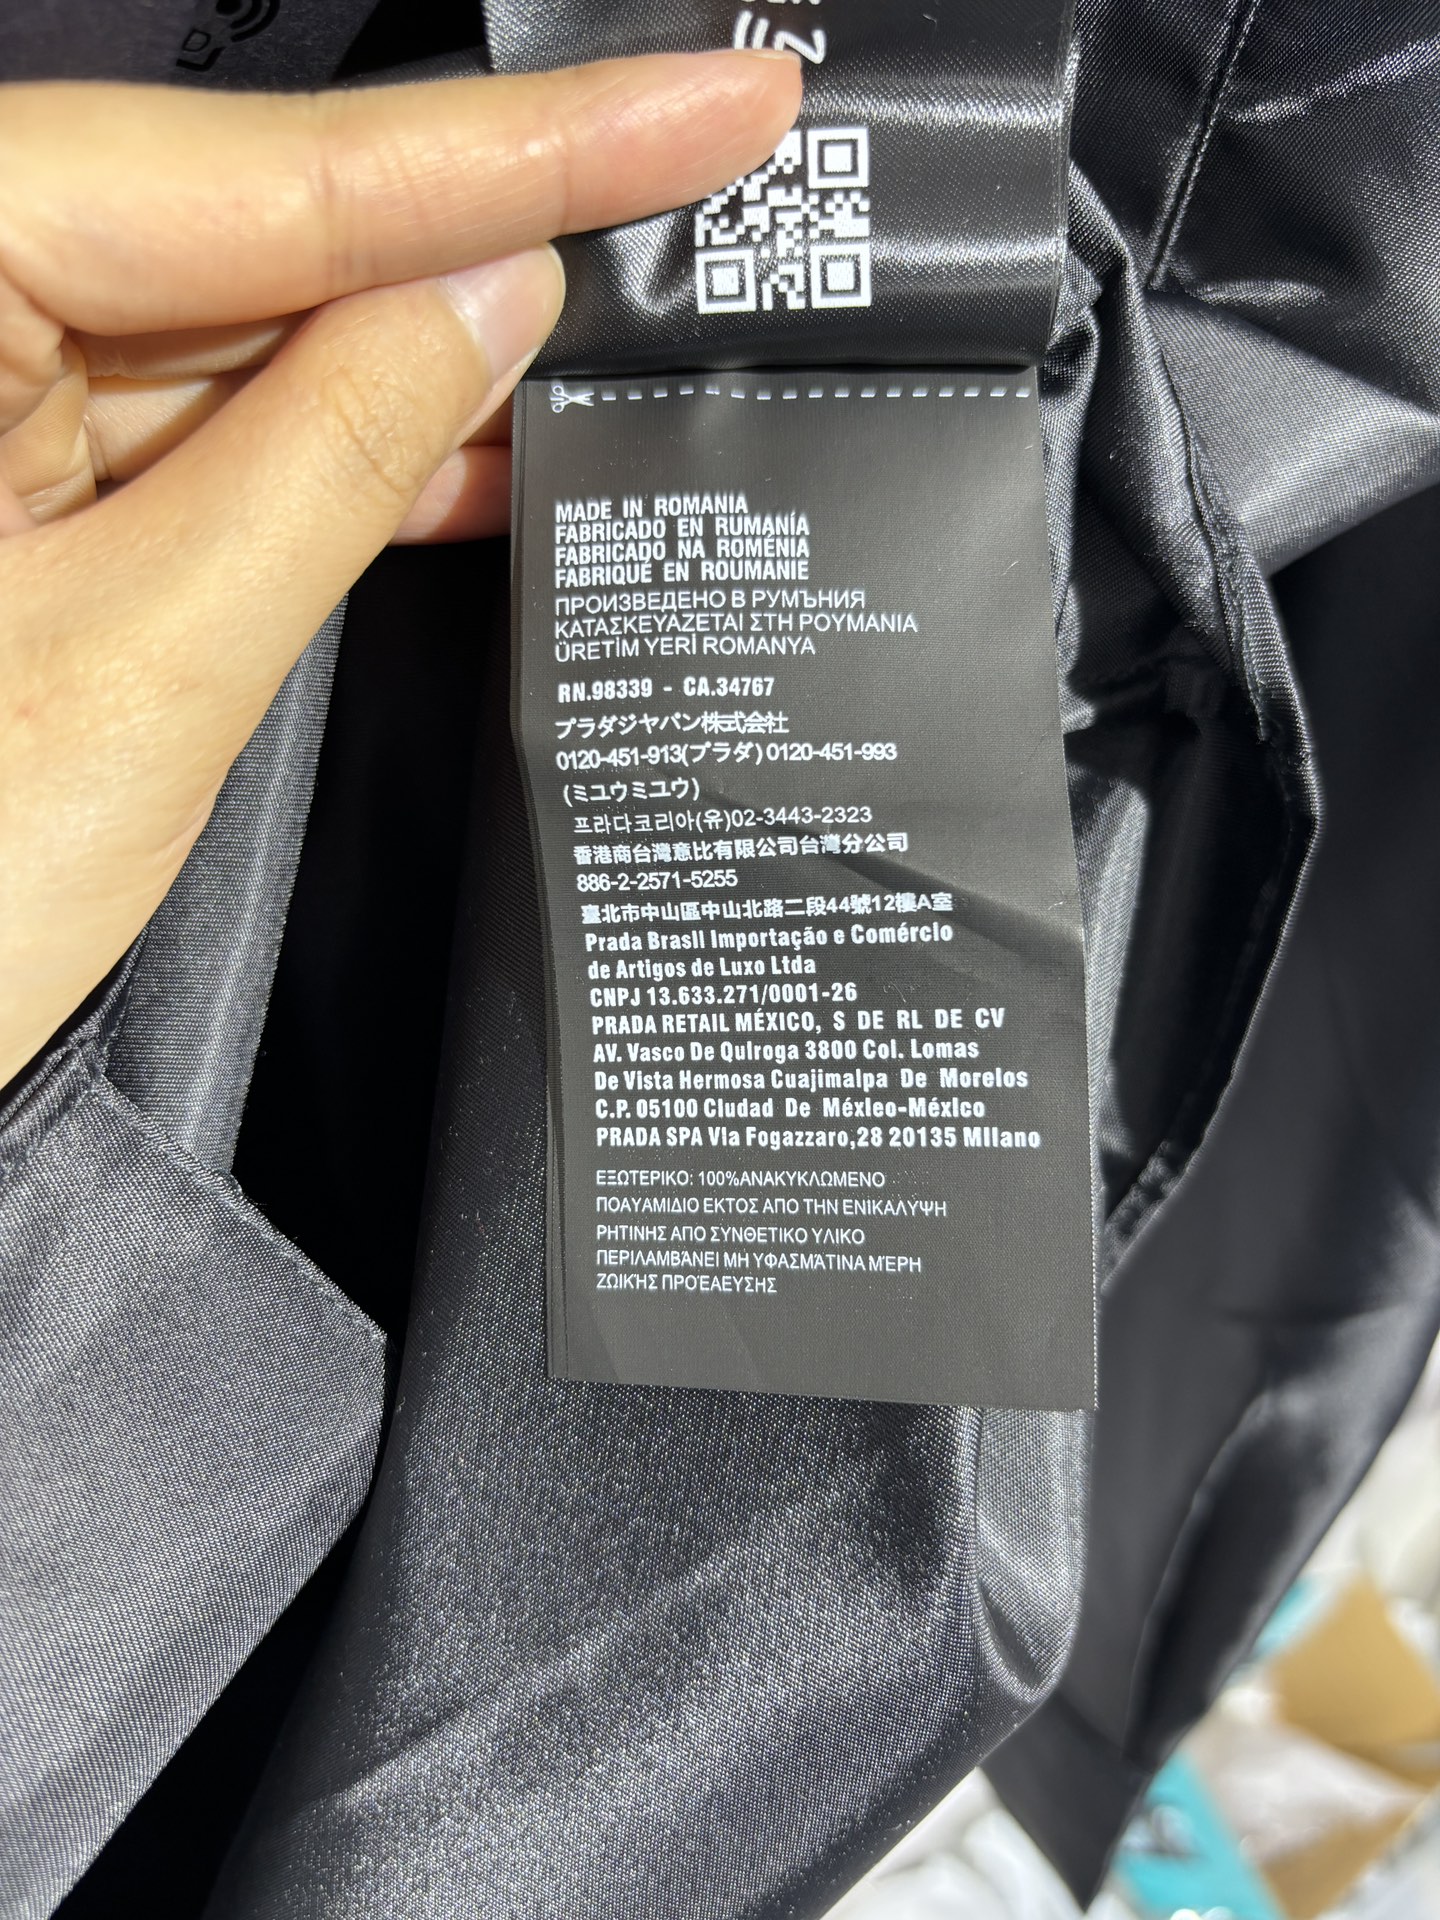 MADE IN ROMANIA
FABRICADO EN RUMANÍA
FABRICADO NA ROMÉNIA
FABRIQUÉ EN ROUMANIE
ПРОИЗВЕДЕНО В РУМЪНИЯ
ΚΑΤΑΣΚΕΥΑΖΕΤΑΙ ΣΤΗ ΡΟΥΜΑΝΙΑ
ÜRETİM YERİ ROMANYA
RN.98339 - CA.34767
プラダジヤパン株式会社
0120-451-913(プラダ) 0120-451-993
(ミユウミユウ)
프라다코리아(유)02-3443-2323
香港商台灣意比有限公司台灣分公司
886-2-2571-5255
臺北市中山區中山北路二段44號12樓A室
Prada Brasil Importação e Comércio
de Artigos de Luxo Ltda
CNPJ 13.633.271/0001-26
PRADA RETAIL MÉXICO, S DE RL DE CV
AV. Vasco De Quiroga 3800 Col. Lomas
De Vista Hermosa Cuajimalpa De Morelos
C.P. 05100 Ciudad De Méxieo-México
PRADA SPA Via Fogazzaro,28 20135 Milano
ΕΞΩΤΕΡΙΚΟ: 100%ΑΝΑΚΥΚΛΩΜΕΝΟ
ΠΟΛΥΑΜΙΔΙΟ ΕΚΤΟΣ ΑΠΟ ΤΗΝ ΕΝΙΚΑΛΥΨΗ
ΡΗΤΙΝΗΣ ΑΠΟ ΣΥΝΘΕΤΙΚΟ ΥΛΙΚΟ
ΠΕΡΙΛΑΜΒΆΝΕΙ ΜΗ ΥΦΑΣΜΆΤΙΝΑ ΜΈΡΗ
ΖΩΙΚΉΣ ΠΡΟΈΛΕΥΣΗΣ